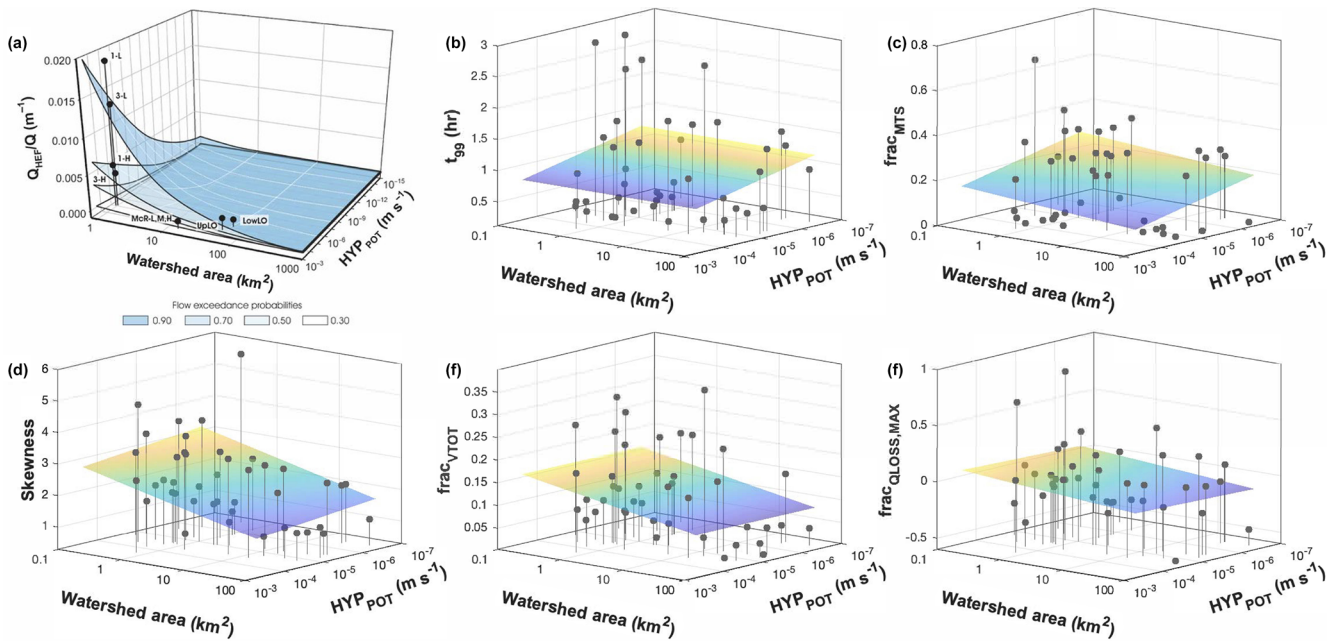 (a)
0.020
0.015
0.010
0.005
0.000
Q_HEF/Q (m⁻¹)
1-L
3-L
1-H
3-H
McR-L,M,H
UpLO
LowLO
1
10
100
1000
Watershed area (km²)
10⁻³
10⁻⁶
10⁻⁹
10⁻¹²
10⁻¹⁵
HYP_POT (m s⁻¹)
Flow exceedance probabilities
0.90 0.70 0.50 0.30
(b)
3
2.5
2
1.5
1
0.5
t₉₉ (hr)
0.1
1
10
100
Watershed area (km²)
10⁻³
10⁻⁴
10⁻⁵
10⁻⁶
10⁻⁷
HYP_POT (m s⁻¹)
(c)
0.8
0.6
0.4
0.2
0
frac_MTS
0.1
1
10
100
Watershed area (km²)
10⁻³
10⁻⁴
10⁻⁵
10⁻⁶
10⁻⁷
HYP_POT (m s⁻¹)
(d)
6
5
4
3
2
1
Skewness
0.1
1
10
100
Watershed area (km²)
10⁻³
10⁻⁴
10⁻⁵
10⁻⁶
10⁻⁷
HYP_POT (m s⁻¹)
(f)
0.35
0.3
0.25
0.2
0.15
0.1
0.05
frac_VTOT
0.1
1
10
100
Watershed area (km²)
10⁻³
10⁻⁴
10⁻⁵
10⁻⁶
10⁻⁷
HYP_POT (m s⁻¹)
(f)
1
0.5
0
-0.5
frac_QLOSS,MAX
0.1
1
10
100
Watershed area (km²)
10⁻³
10⁻⁴
10⁻⁵
10⁻⁶
10⁻⁷
HYP_POT (m s⁻¹)